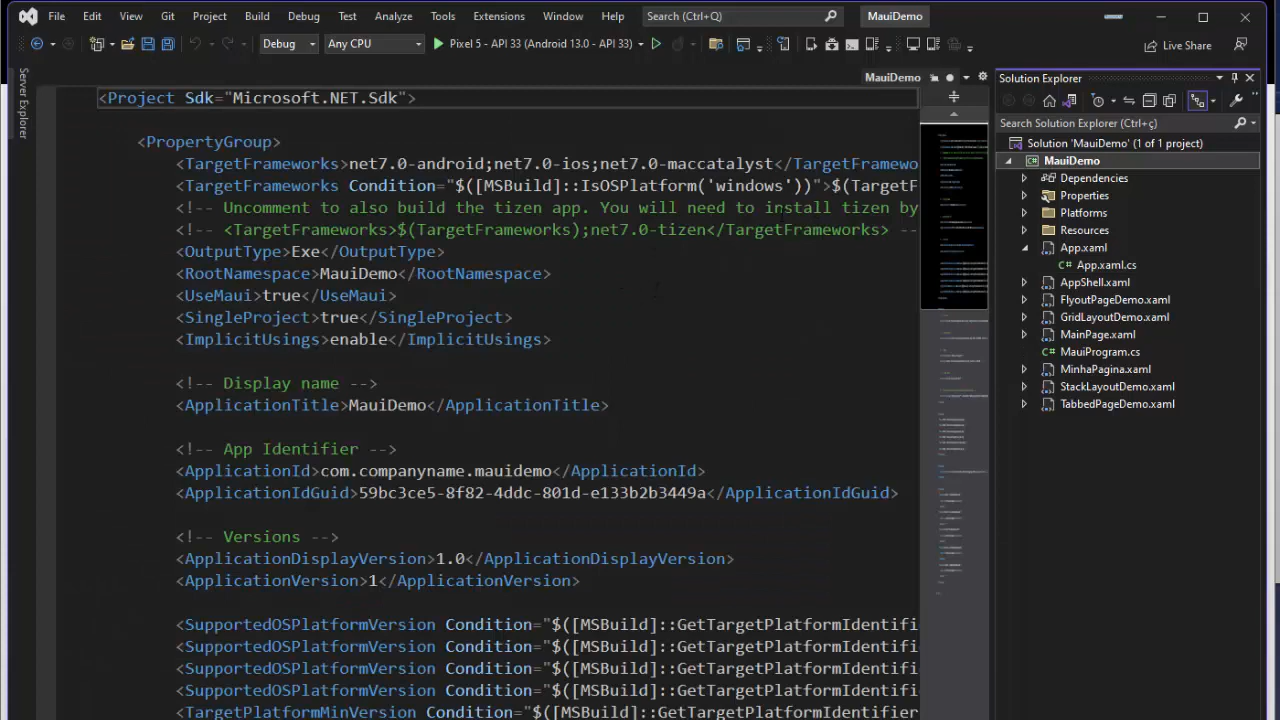 File Edit View Git Project Build Debug Test Analyze Tools Extensions Window Help Search (Ctrl+Q) MauiDemo
Debug Any CPU Pixel 5 - API 33 (Android 13.0 - API 33) Live Share
Server Explorer
MauiDemo
<Project Sdk="Microsoft.NET.Sdk">
<PropertyGroup>
<TargetFrameworks>net7.0-android;net7.0-ios;net7.0-maccatalyst</TargetFramewo
<TargetFrameworks Condition="$([MSBuild]::IsOSPlatform('windows'))">$(TargetF
<!-- Uncomment to also build the tizen app. You will need to install tizen by
<!-- <TargetFrameworks>$(TargetFrameworks);net7.0-tizen</TargetFrameworks> --
<OutputType>Exe</OutputType>
<RootNamespace>MauiDemo</RootNamespace>
<UseMaui>true</UseMaui>
<SingleProject>true</SingleProject>
<ImplicitUsings>enable</ImplicitUsings>
<!-- Display name -->
<ApplicationTitle>MauiDemo</ApplicationTitle>
<!-- App Identifier -->
<ApplicationId>com.companyname.mauidemo</ApplicationId>
<ApplicationIdGuid>59bc3ce5-8f82-4ddc-801d-e133b2b3449a</ApplicationIdGuid>
<!-- Versions -->
<ApplicationDisplayVersion>1.0</ApplicationDisplayVersion>
<ApplicationVersion>1</ApplicationVersion>
<SupportedOSPlatformVersion Condition="$([MSBuild]::GetTargetPlatformIdentifi
<SupportedOSPlatformVersion Condition="$([MSBuild]::GetTargetPlatformIdentifi
<SupportedOSPlatformVersion Condition="$([MSBuild]::GetTargetPlatformIdentifi
<SupportedOSPlatformVersion Condition="$([MSBuild]::GetTargetPlatformIdentifi
<TargetPlatformMinVersion Condition="$([MSBuild]::GetTargetPlatformIdentifier
Solution Explorer
Search Solution Explorer (Ctrl+ç)
Solution 'MauiDemo' (1 of 1 project)
MauiDemo
Dependencies
Properties
Platforms
Resources
App.xaml
App.xaml.cs
AppShell.xaml
FlyoutPageDemo.xaml
GridLayoutDemo.xaml
MainPage.xaml
MauiProgram.cs
MinhaPagina.xaml
StackLayoutDemo.xaml
TabbedPageDemo.xaml